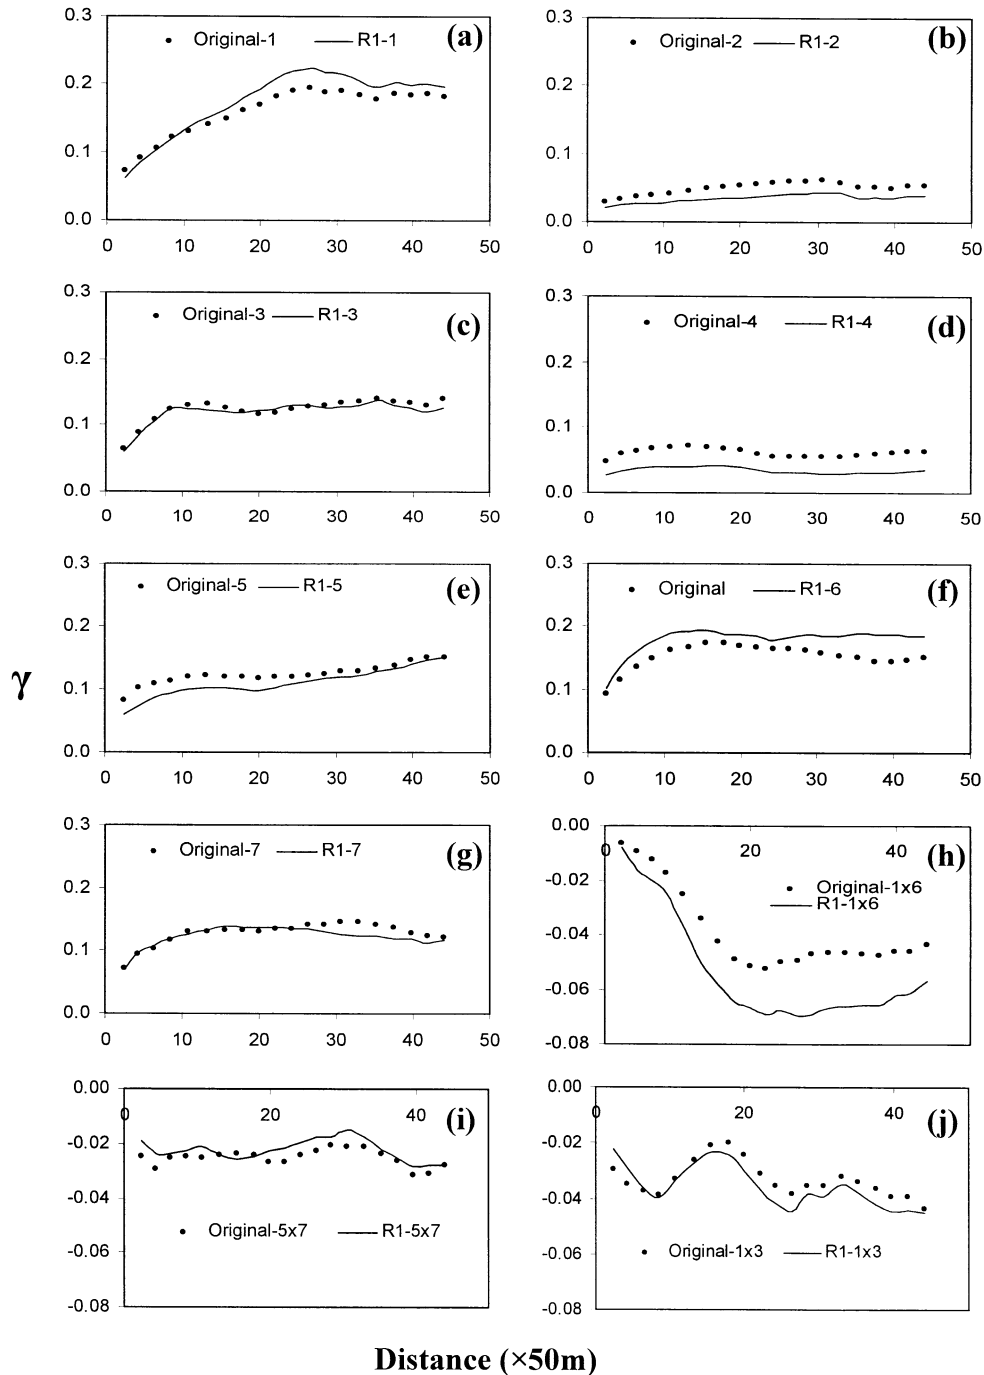 0.3 Original-1 R1-1 (a)
0.2
0.1
0.0
0 10 20 30 40 50
0.3 Original-2 R1-2 (b)
0.2
0.1
0.0
0 10 20 30 40 50
0.3 Original-3 R1-3 (c)
0.2
0.1
0.0
0 10 20 30 40 50
0.3 Original-4 R1-4 (d)
0.2
0.1
0.0
0 10 20 30 40 50
0.3 Original-5 R1-5 (e)
0.2
0.1
0.0
0 10 20 30 40 50
0.3 Original R1-6 (f)
0.2
0.1
0.0
0 10 20 30 40 50
γ
0.3 Original-7 R1-7 (g)
0.2
0.1
0.0
0 10 20 30 40 50
0.00
0 20 40 (h)
-0.02 Original-1x6
R1-1x6
-0.04
-0.06
-0.08
0.00
0 20 40 (i)
-0.02
-0.04
Original-5x7 R1-5x7
-0.06
-0.08
0.00
0 20 40 (j)
-0.02
-0.04
-0.06 Original-1x3 R1-1x3
-0.08
Distance (×50m)